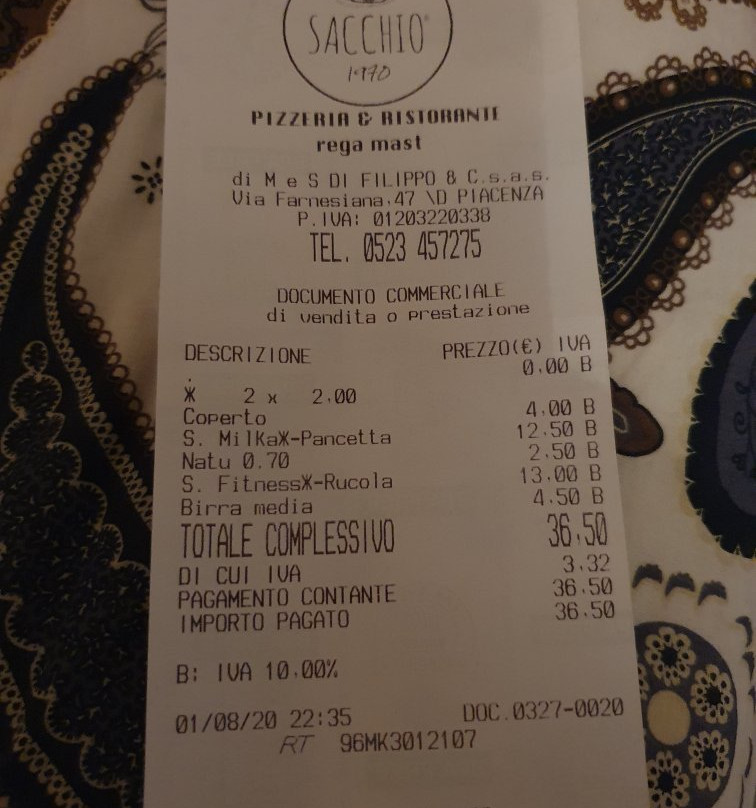 SACCHIO
1970
PIZZERIA & RISTORANTE
rega mast
di M e S DI FILIPPO & C.s.a.s.
Via Farnesiana,47 \D PIACENZA
P.IVA: 01203220338
TEL. 0523 457275
DOCUMENTO COMMERCIALE
di vendita o prestazione
DESCRIZIONE PREZZO(€) IVA
. 0.00 B
Ж 2 x 2.00
Coperto 4.00 B
S. MilkaЖ-Pancetta 12.50 B
Natu 0.70 2.50 B
S. FitnessЖ-Rucola 13.00 B
Birra media 4.50 B
TOTALE COMPLESSIVO 36,50
DI CUI IVA 3.32
PAGAMENTO CONTANTE 36.50
IMPORTO PAGATO 36.50
B: IVA 10.00%
01/08/20 22:35 DOC.0327-0020
RT 96MK3012107